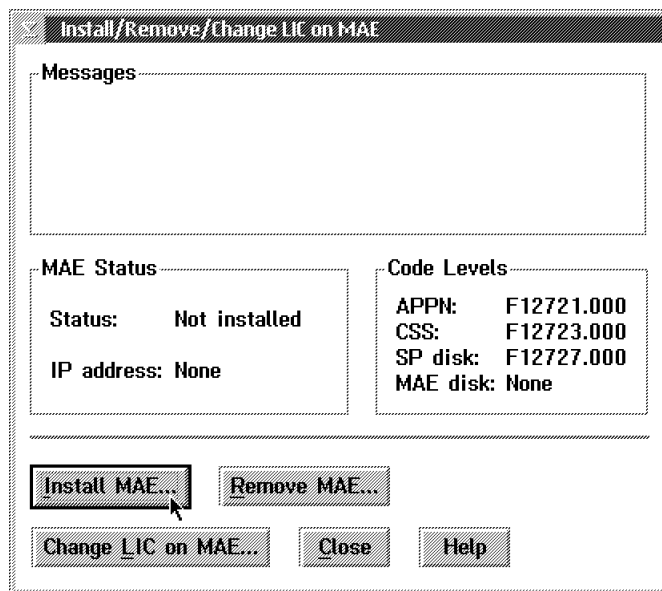 Install/Remove/Change LIC on MAE
Messages
MAE Status
Status: Not installed
IP address: None
Code Levels
APPN: F12721.000
CSS: F12723.000
SP disk: F12727.000
MAE disk: None
Install MAE...
Remove MAE...
Change LIC on MAE...
Close
Help